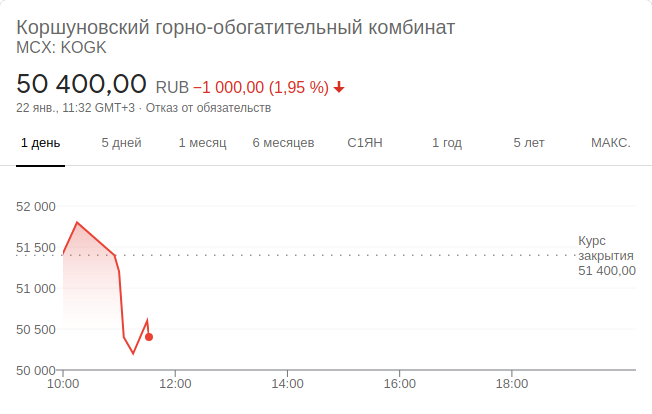 Коршуновский горно-обогатительный комбинат
MCX: KOGK
50 400,00 RUB −1 000,00 (1,95 %)
22 янв., 11:32 GMT+3 · Отказ от обязательств
1 день 5 дней 1 месяц 6 месяцев С1ЯН 1 год 5 лет МАКС.
52 000
51 500
51 000
50 500
50 000
Курс
закрытия
51 400,00
10:00 12:00 14:00 16:00 18:00